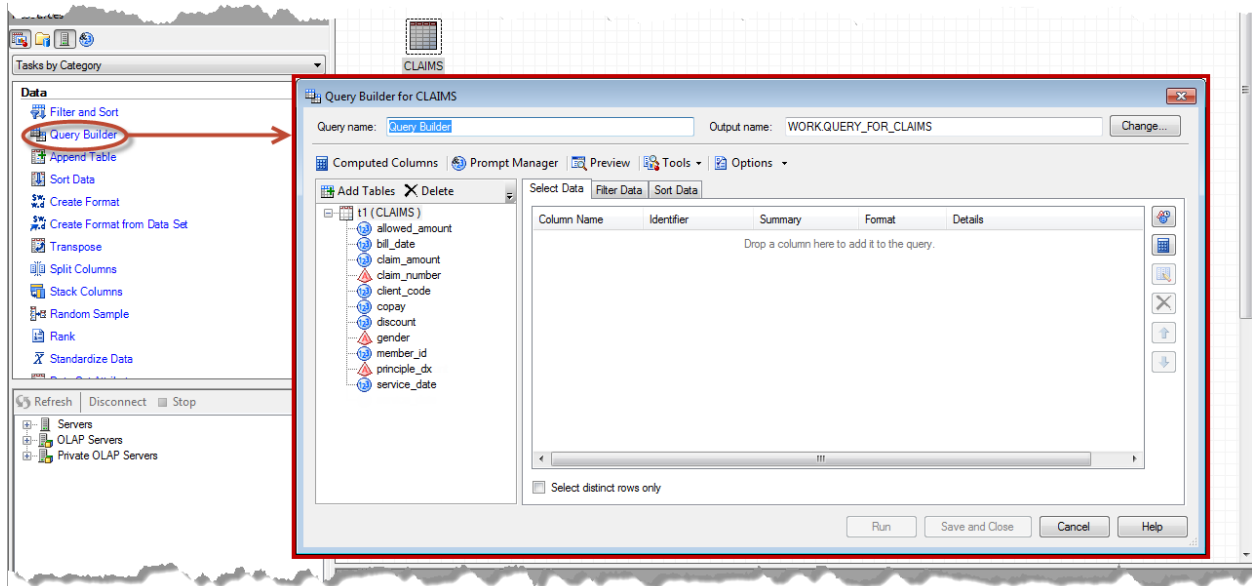 Tasks by Category
Data
Filter and Sort
Query Builder
Append Table
Sort Data
Create Format
Create Format from Data Set
Transpose
Split Columns
Stack Columns
Random Sample
Rank
Standardize Data
Refresh Disconnect Stop
Servers
OLAP Servers
Private OLAP Servers
CLAIMS
Query Builder for CLAIMS
Query name: Query Builder Output name: WORK.QUERY_FOR_CLAIMS Change...
Computed Columns Prompt Manager Preview Tools Options
Add Tables Delete
t1 (CLAIMS)
allowed_amount
bill_date
claim_amount
claim_number
client_code
copay
discount
gender
member_id
principle_dx
service_date
Select Data Filter Data Sort Data
Column Name Identifier Summary Format Details
Drop a column here to add it to the query.
Select distinct rows only
Run Save and Close Cancel Help